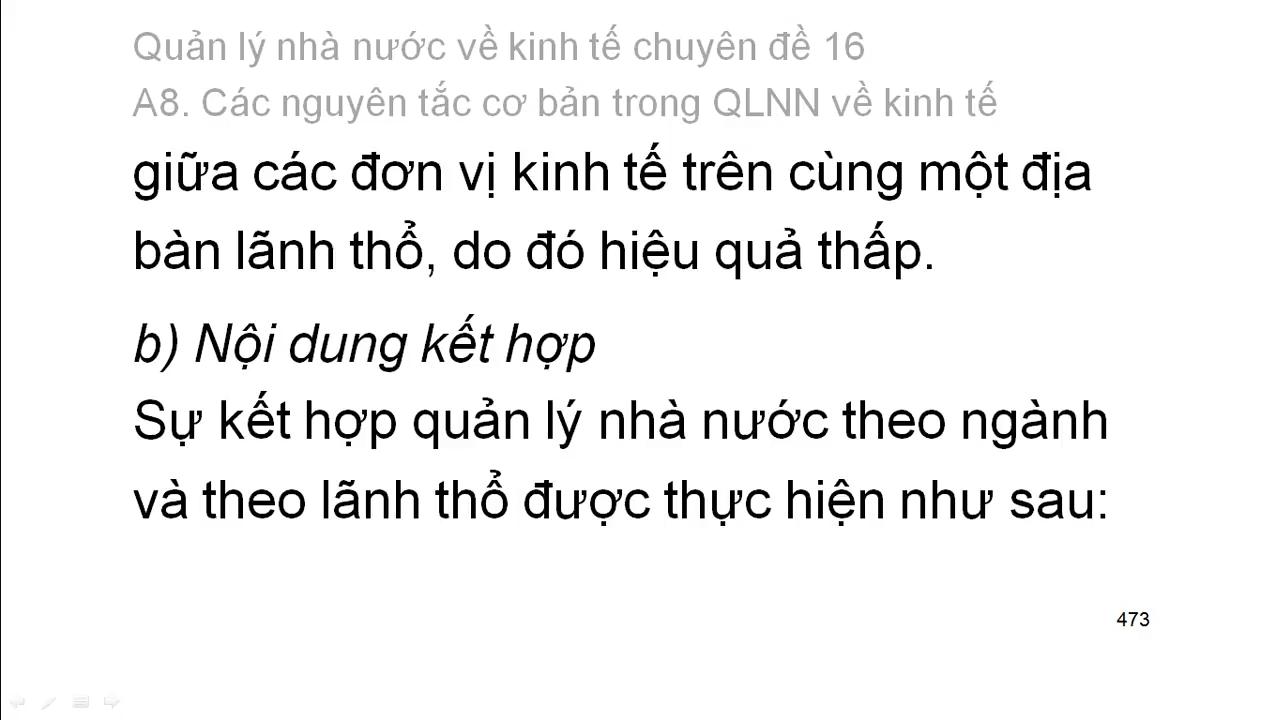 Quản lý nhà nước về kinh tế chuyên đề 16
A8. Các nguyên tắc cơ bản trong QLNN về kinh tế
giữa các đơn vị kinh tế trên cùng một địa
bàn lãnh thổ, do đó hiệu quả thấp.
b) Nội dung kết hợp
Sự kết hợp quản lý nhà nước theo ngành
và theo lãnh thổ được thực hiện như sau:
473